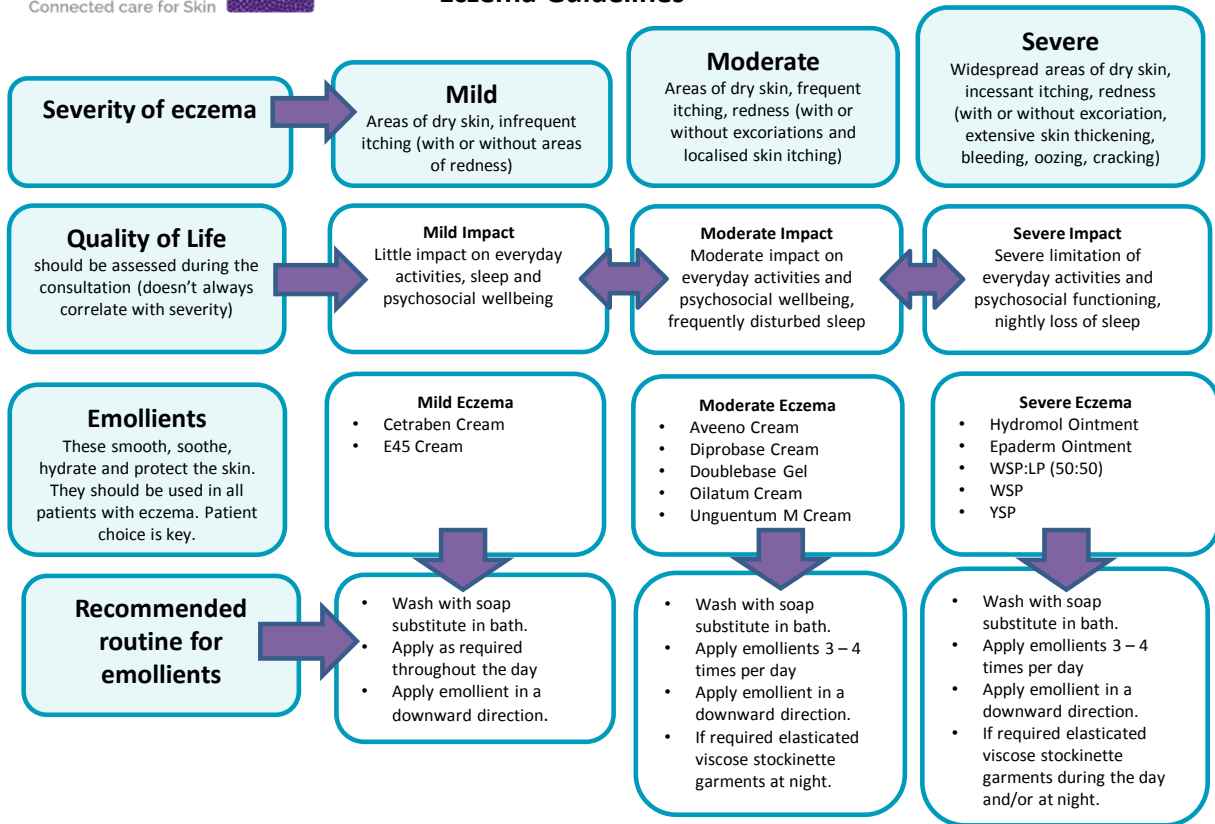 Connected care for Skin
Eczema Guidelines
Severity of eczema
Mild
Areas of dry skin, infrequent
itching (with or without areas
of redness)
Moderate
Areas of dry skin, frequent
itching, redness (with or
without excoriations and
localised skin itching)
Severe
Widespread areas of dry skin,
incessant itching, redness
(with or without excoriation,
extensive skin thickening,
bleeding, oozing, cracking)
Quality of Life
should be assessed during the
consultation (doesn’t always
correlate with severity)
Mild Impact
Little impact on everyday
activities, sleep and
psychosocial wellbeing
Moderate Impact
Moderate impact on
everyday activities and
psychosocial wellbeing,
frequently disturbed sleep
Severe Impact
Severe limitation of
everyday activities and
psychosocial functioning,
nightly loss of sleep
Emollients
These smooth, soothe,
hydrate and protect the skin.
They should be used in all
patients with eczema. Patient
choice is key.
Mild Eczema
• Cetraben Cream
• E45 Cream
Moderate Eczema
• Aveeno Cream
• Diprobase Cream
• Doublebase Gel
• Oilatum Cream
• Unguentum M Cream
Severe Eczema
• Hydromol Ointment
• Epaderm Ointment
• WSP:LP (50:50)
• WSP
• YSP
Recommended
routine for
emollients
• Wash with soap
substitute in bath.
• Apply as required
throughout the day
• Apply emollient in a
downward direction.
• Wash with soap
substitute in bath.
• Apply emollients 3 – 4
times per day
• Apply emollient in a
downward direction.
• If required elasticated
viscose stockinette
garments at night.
• Wash with soap
substitute in bath.
• Apply emollients 3 – 4
times per day
• Apply emollient in a
downward direction.
• If required elasticated
viscose stockinette
garments during the day
and/or at night.